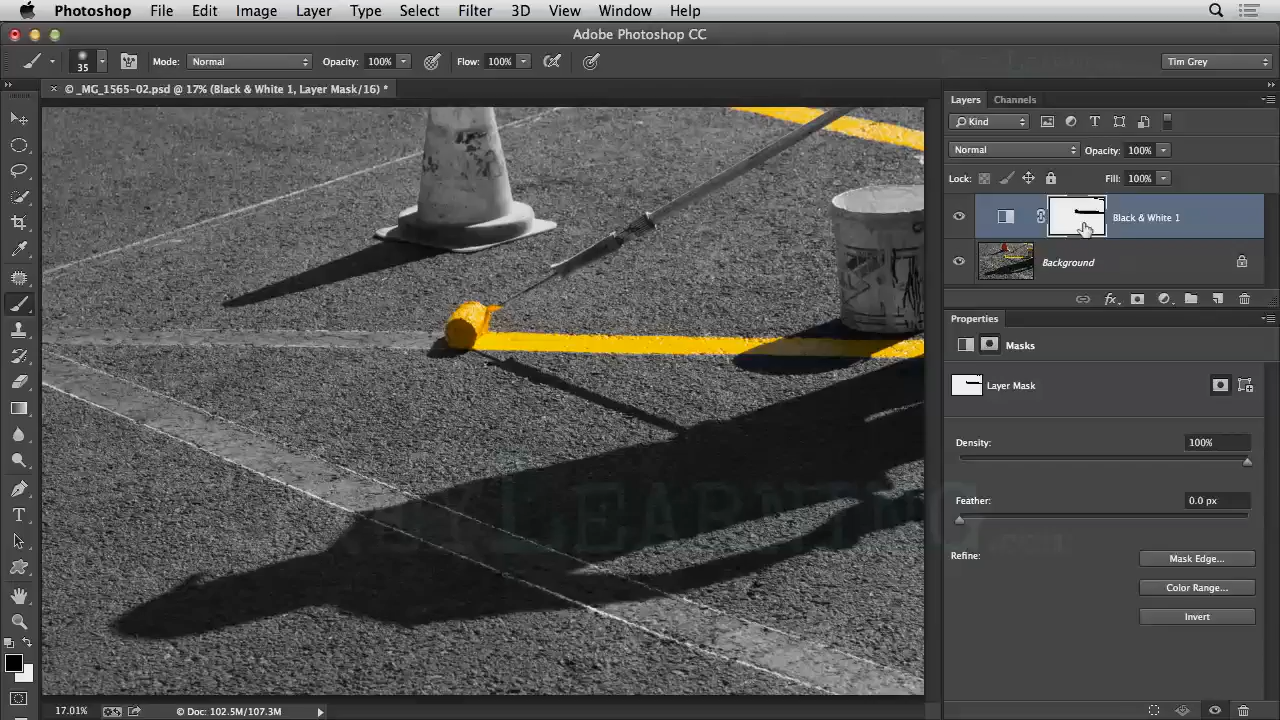 Photoshop File Edit Image Layer Type Select Filter 3D View Window Help
Adobe Photoshop CC
35 Mode: Normal Opacity: 100% Flow: 100% Tim Grey
_MG_1565-02.psd @ 17% (Black & White 1, Layer Mask/16) *
Layers Channels
Kind
Normal Opacity: 100%
Lock: Fill: 100%
Black & White 1
Background
Properties
Masks
Layer Mask
Density: 100%
Feather: 0.0 px
GreyLearning.com
Refine: Mask Edge...
Color Range...
Invert
17.01% Doc: 102.5M/107.3M